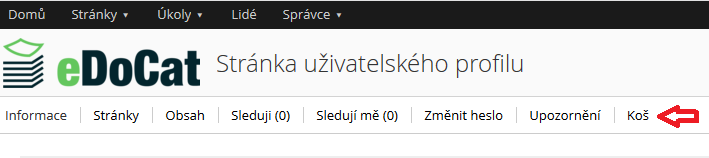 Domů Stránky Úkoly Lidé Správce
eDoCat Stránka uživatelského profilu
Informace Stránky Obsah Sleduji (0) Sledují mě (0) Změnit heslo Upozornění Koš